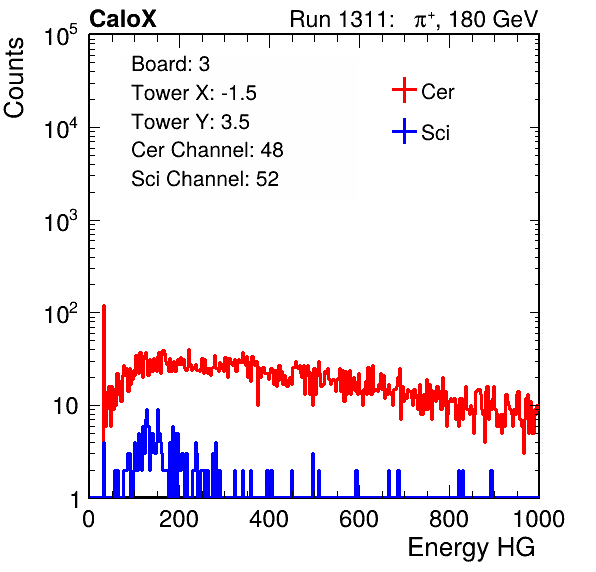 CaloX Run 1311: π⁺, 180 GeV
Board: 3
Tower X: -1.5
Tower Y: 3.5
Cer Channel: 48
Sci Channel: 52
Cer
Sci
Counts
10⁵
10⁴
10³
10²
10
1
0 200 400 600 800 1000
Energy HG